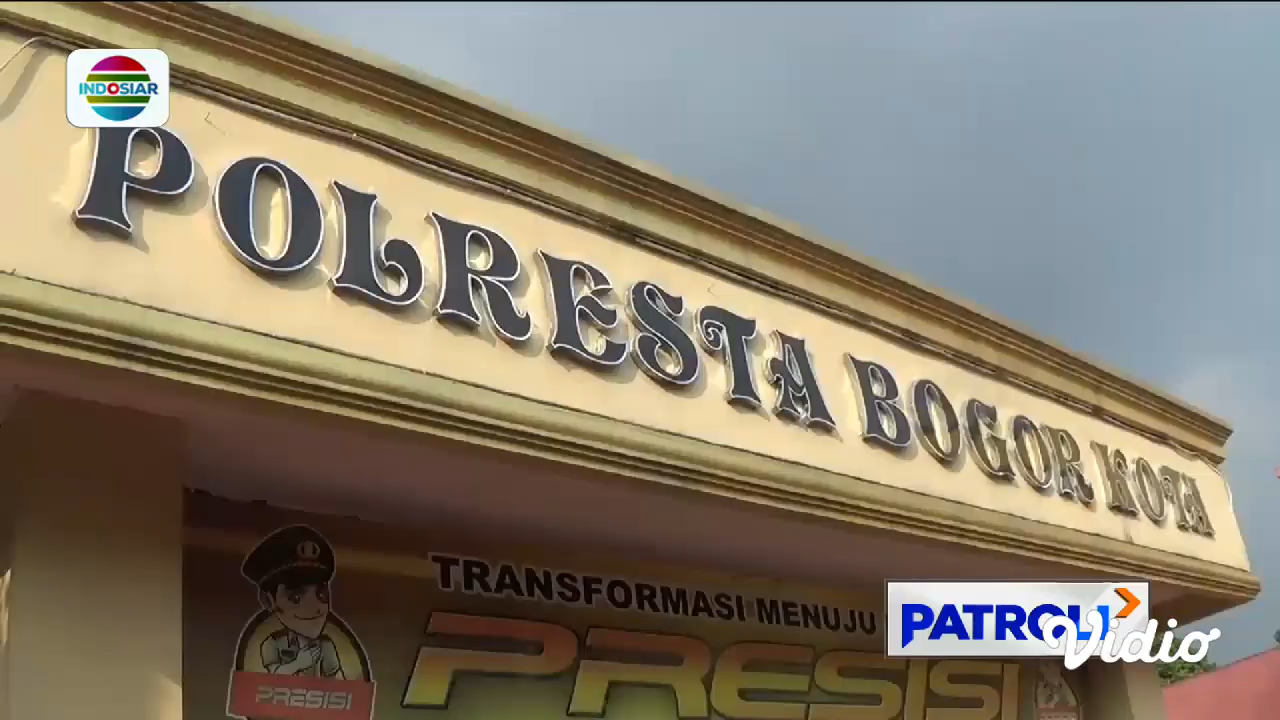 INDOSIAR
POLRESTA BOGOR KOTA
TRANSFORMASI MENUJU
PRESISI
PRESISI
PATROLI
Vidio